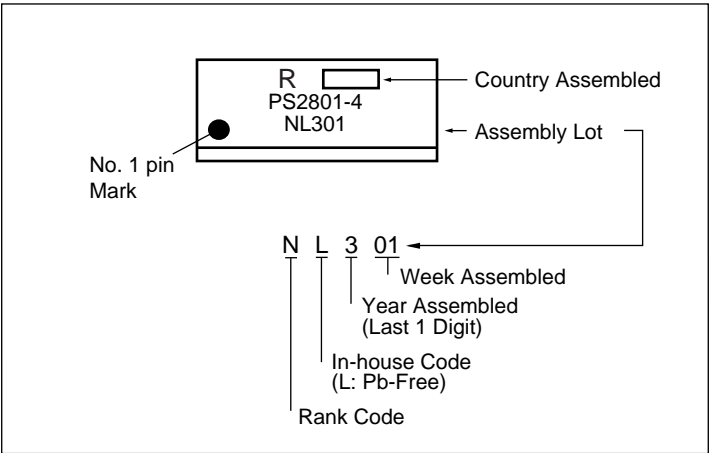 R
Country Assembled
PS2801-4
NL301
Assembly Lot
No. 1 pin
Mark
N L 3 01
Week Assembled
Year Assembled
(Last 1 Digit)
In-house Code
(L: Pb-Free)
Rank Code